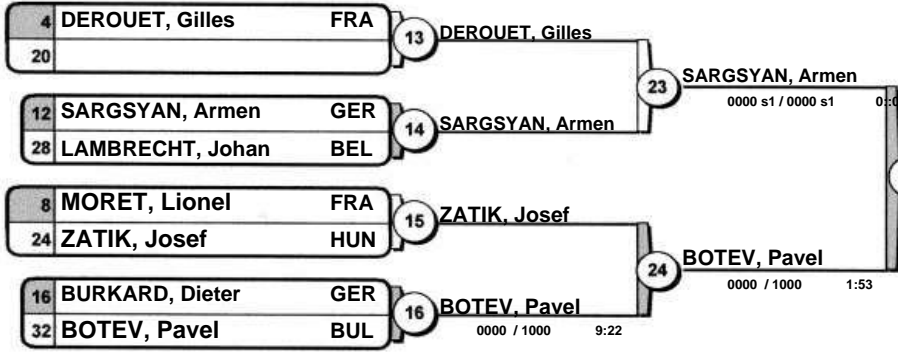 4 DEROUET, Gilles FRA
20
13 DEROUET, Gilles
12 SARGSYAN, Armen GER
28 LAMBRECHT, Johan BEL
14 SARGSYAN, Armen
23 SARGSYAN, Armen
0000 s1 / 0000 s1
8 MORET, Lionel FRA
24 ZATIK, Josef HUN
15 ZATIK, Josef
16 BURKARD, Dieter GER
32 BOTEV, Pavel BUL
16 BOTEV, Pavel
0000 / 1000 9:22
24 BOTEV, Pavel
0000 / 1000 1:53